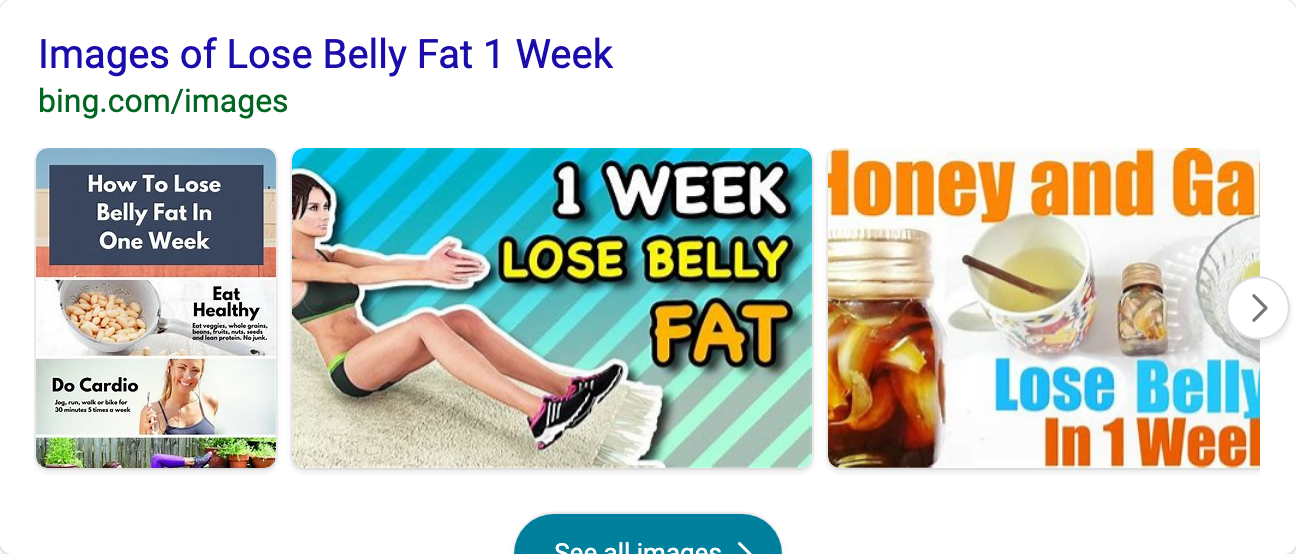 Images of Lose Belly Fat 1 Week
bing.com/images
How To Lose
Belly Fat In
One Week
Eat
Healthy
Eat veggies, whole grains,
beans, fruits, nuts, seeds
and lean protein. No junk.
Do Cardio
Jog, run, walk or bike for
30 minutes 5 times a week
1 WEEK
LOSE BELLY
FAT
Honey and Ga
Lose Belly
In 1 Week
See all images